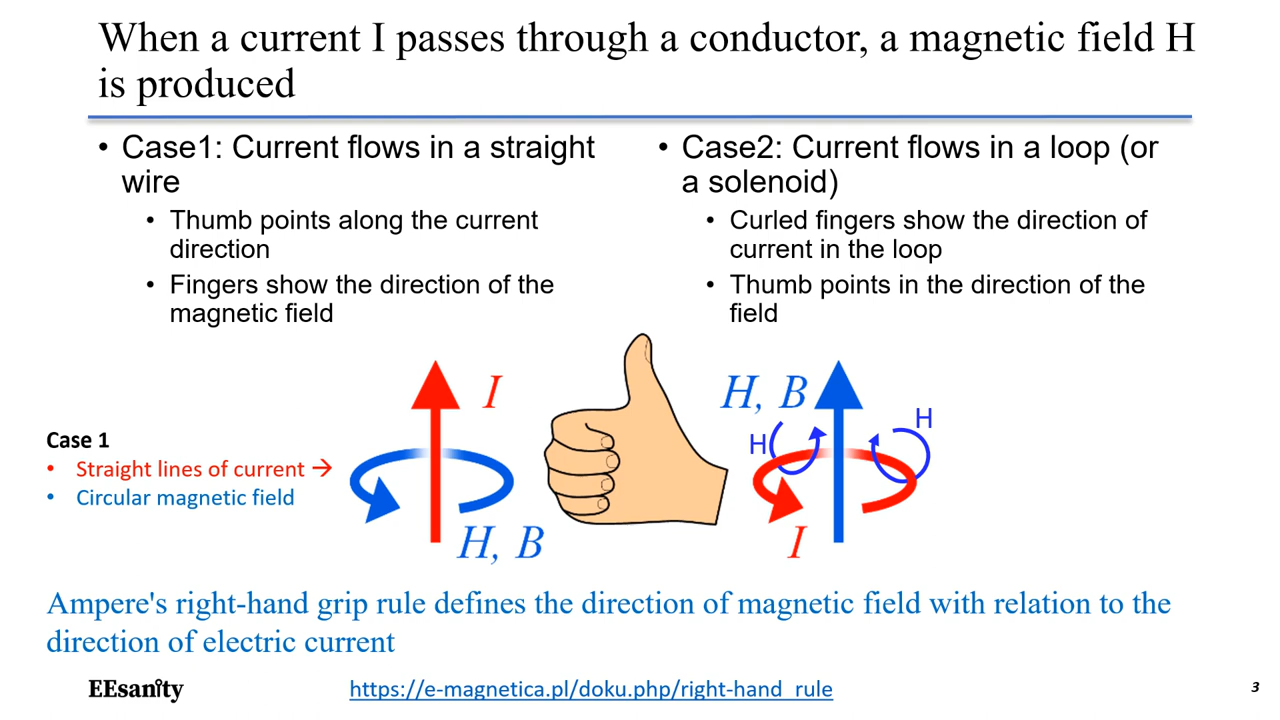 When a current I passes through a conductor, a magnetic field H
is produced
• Case1: Current flows in a straight
wire
• Thumb points along the current
direction
• Fingers show the direction of the
magnetic field
• Case2: Current flows in a loop (or
a solenoid)
• Curled fingers show the direction of
current in the loop
• Thumb points in the direction of the
field
Case 1
• Straight lines of current →
• Circular magnetic field
I
H, B
H, B
H
H
I
Ampere's right-hand grip rule defines the direction of magnetic field with relation to the
direction of electric current
EEsanity
https://e-magnetica.pl/doku.php/right-hand_rule
3